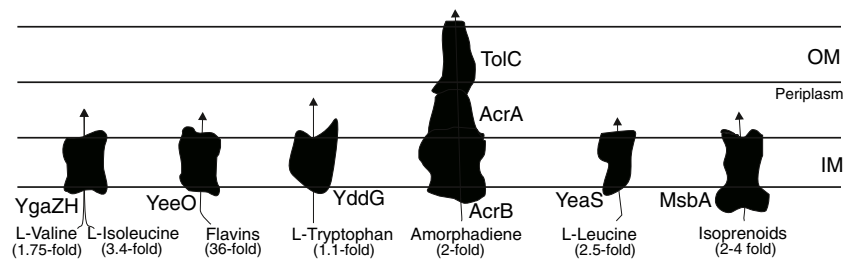 TolC
OM
Periplasm
AcrA
IM
YgaZH
YeeO
YddG
AcrB
YeaS
MsbA
L-Valine L-Isoleucine Flavins L-Tryptophan Amorphadiene L-Leucine Isoprenoids
(1.75-fold) (3.4-fold) (36-fold) (1.1-fold) (2-fold) (2.5-fold) (2-4 fold)